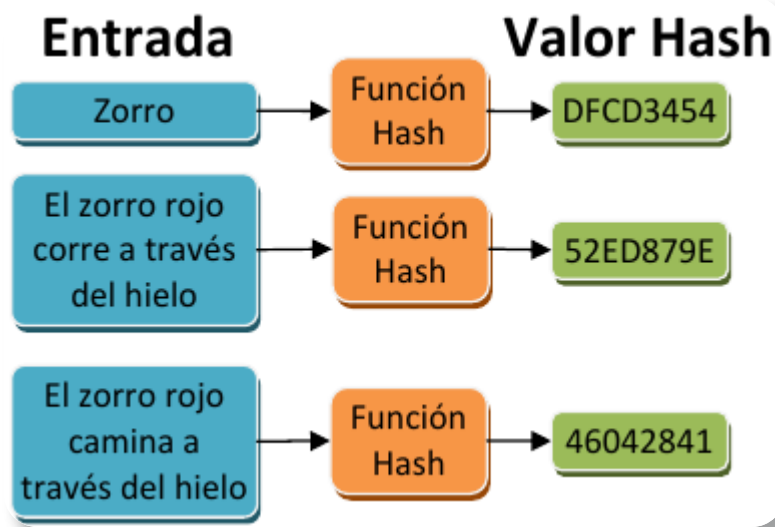 Entrada
Valor Hash
Zorro
Función
Hash
DFCD3454
El zorro rojo
corre a través
del hielo
Función
Hash
52ED879E
El zorro rojo
camina a
través del hielo
Función
Hash
46042841